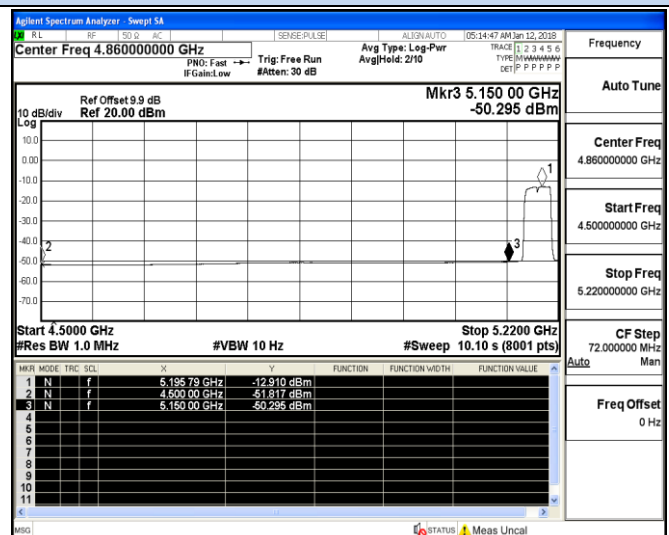 Agilent Spectrum Analyzer - Swept SA
RL RF 50 Ω AC SENSE:PULSE ALIGN AUTO 05:14:47 AM Jan 12, 2018
Center Freq 4.860000000 GHz
PNO: Fast Trig: Free Run
IFGain:Low #Atten: 30 dB
Avg Type: Log-Pwr
Avg|Hold: 2/10
TRACE 1 2 3 4 5 6
TYPE M
DET P P P P P P
Frequency
Auto Tune
Center Freq
4.860000000 GHz
Start Freq
4.500000000 GHz
Stop Freq
5.220000000 GHz
CF Step
72.000000 MHz
Auto Man
Freq Offset
0 Hz
Ref Offset 9.9 dB
10 dB/div Ref 20.00 dBm
Log
Mkr3 5.150 00 GHz
-50.295 dBm
10.0
0.00
-10.0
-20.0
-30.0
-40.0
-50.0
-60.0
-70.0
1
2
3
Start 4.5000 GHz Stop 5.2200 GHz
#Res BW 1.0 MHz #VBW 10 Hz #Sweep 10.10 s (8001 pts)
MKR MODE TRC SCL X Y FUNCTION FUNCTION WIDTH FUNCTION VALUE
1 N f 5.195 79 GHz -12.910 dBm
2 N f 4.500 00 GHz -51.817 dBm
3 N f 5.150 00 GHz -50.295 dBm
4
5
6
7
8
9
10
11
MSG STATUS Meas Uncal